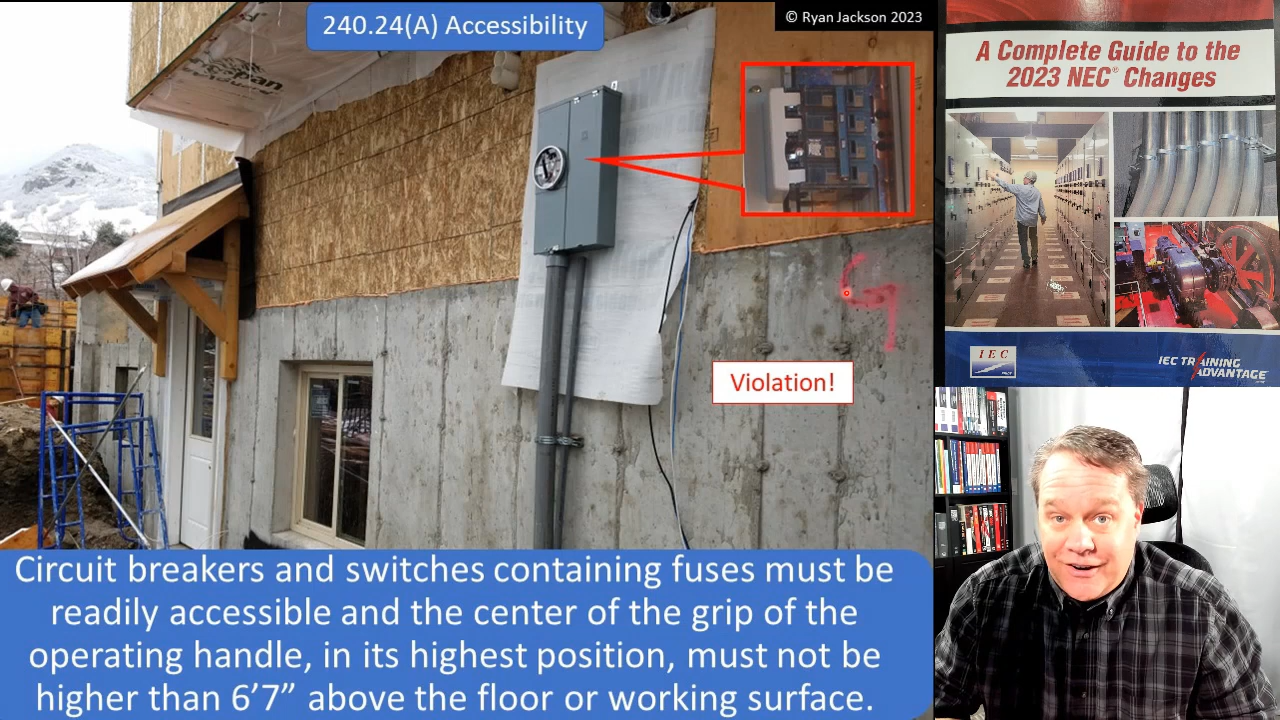 240.24(A) Accessibility
© Ryan Jackson 2023
Violation!
Circuit breakers and switches containing fuses must be
readily accessible and the center of the grip of the
operating handle, in its highest position, must not be
higher than 6’7” above the floor or working surface.
A Complete Guide to the
2023 NEC® Changes
IEC
IEC TRAINING
ADVANTAGE